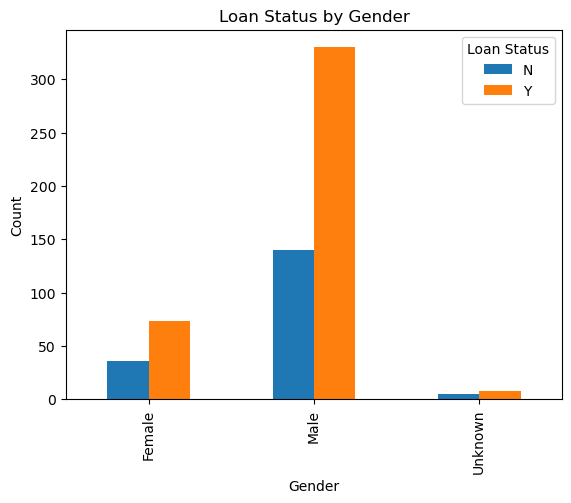 Loan Status by Gender
Loan Status
N
Y
Count
300
250
200
150
100
50
0
Female
Male
Unknown
Gender